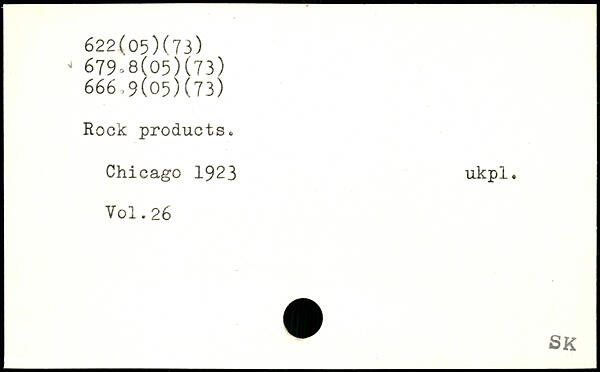 622(05)(73)
679.8(05)(73)
666.9(05)(73)
Rock products.
Chicago 1923 ukpl.
Vol.26
SK